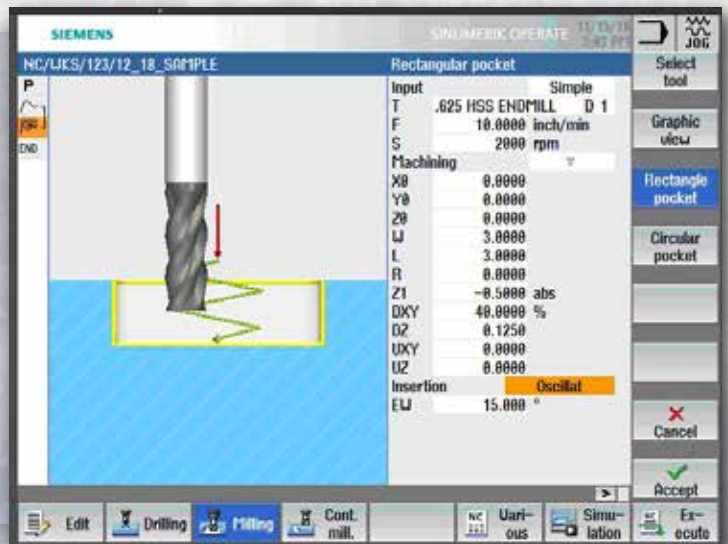 SIEMENS
SINUMERIK OPERATE
JOG
NC/WKS/123/12_18_SAMPLE
Rectangular pocket
Select
tool
P
END
Input Simple
T .625 HSS ENDMILL D 1
F 10.0000 inch/min
S 2000 rpm
Machining ▽
X0 0.0000
Y0 0.0000
Z0 0.0000
W 3.0000
L 3.0000
R 0.0000
Z1 -0.5000 abs
DXY 40.0000 %
DZ 0.1250
UXY 0.0000
UZ 0.0000
Insertion Oscillat
EW 15.000 °
Graphic
view
Rectangle
pocket
Circular
pocket
Cancel
Accept
Edit
Drilling
Milling
Cont.
mill.
NC
Vari-
ous
Simu-
lation
Ex-
ecute